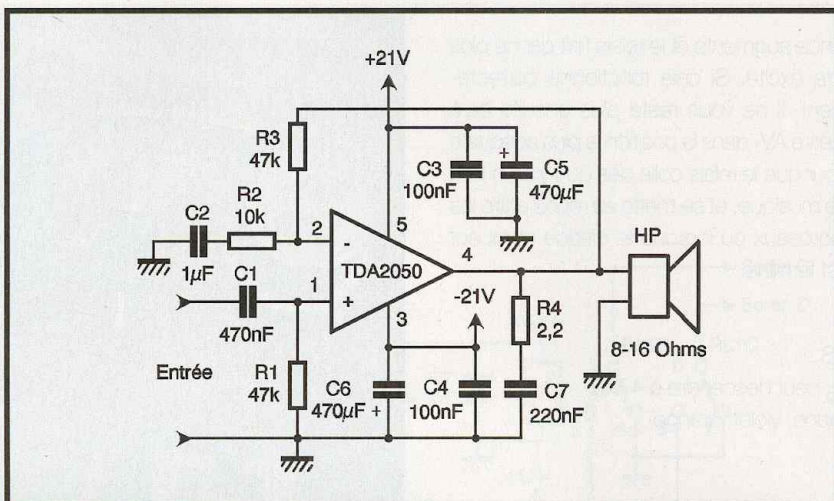 +21V
R3
47k
C3
100nF
+
C5
470µF
C2
R2
10k
1µF
2
-
5
TDA2050
4
HP
C1
470nF
1
+
3
-21V
R4
2,2
8-16 Ohms
Entrée
R1
47k
C6
470µF +
C4
100nF
C7
220nF